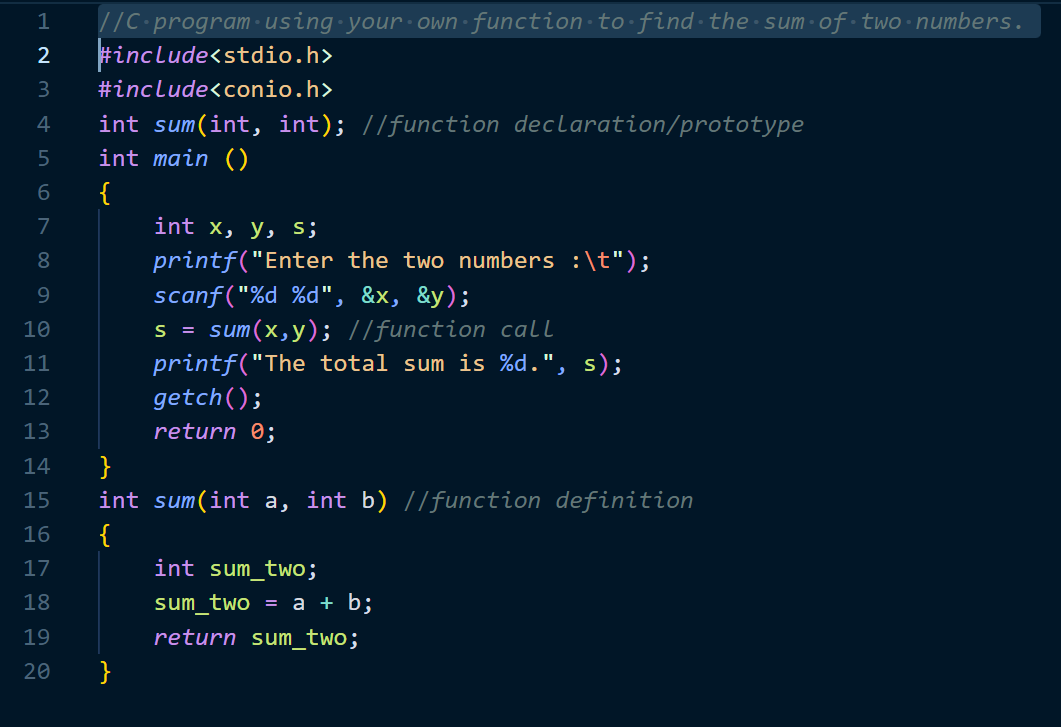 1 //C program using your own function to find the sum of two numbers.
2 #include<stdio.h>
3 #include<conio.h>
4 int sum(int, int); //function declaration/prototype
5 int main ()
6 {
7     int x, y, s;
8     printf("Enter the two numbers :\t");
9     scanf("%d %d", &x, &y);
10     s = sum(x,y); //function call
11     printf("The total sum is %d.", s);
12     getch();
13     return 0;
14 }
15 int sum(int a, int b) //function definition
16 {
17     int sum_two;
18     sum_two = a + b;
19     return sum_two;
20 }